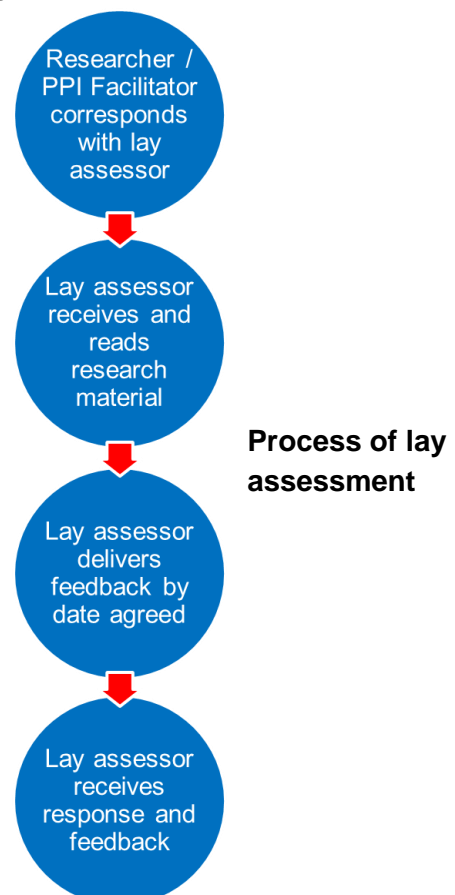 Researcher /
PPI Facilitator
corresponds
with lay
assessor
Lay assessor
receives and
reads
research
material
Process of lay
assessment
Lay assessor
delivers
feedback by
date agreed
Lay assessor
receives
response and
feedback